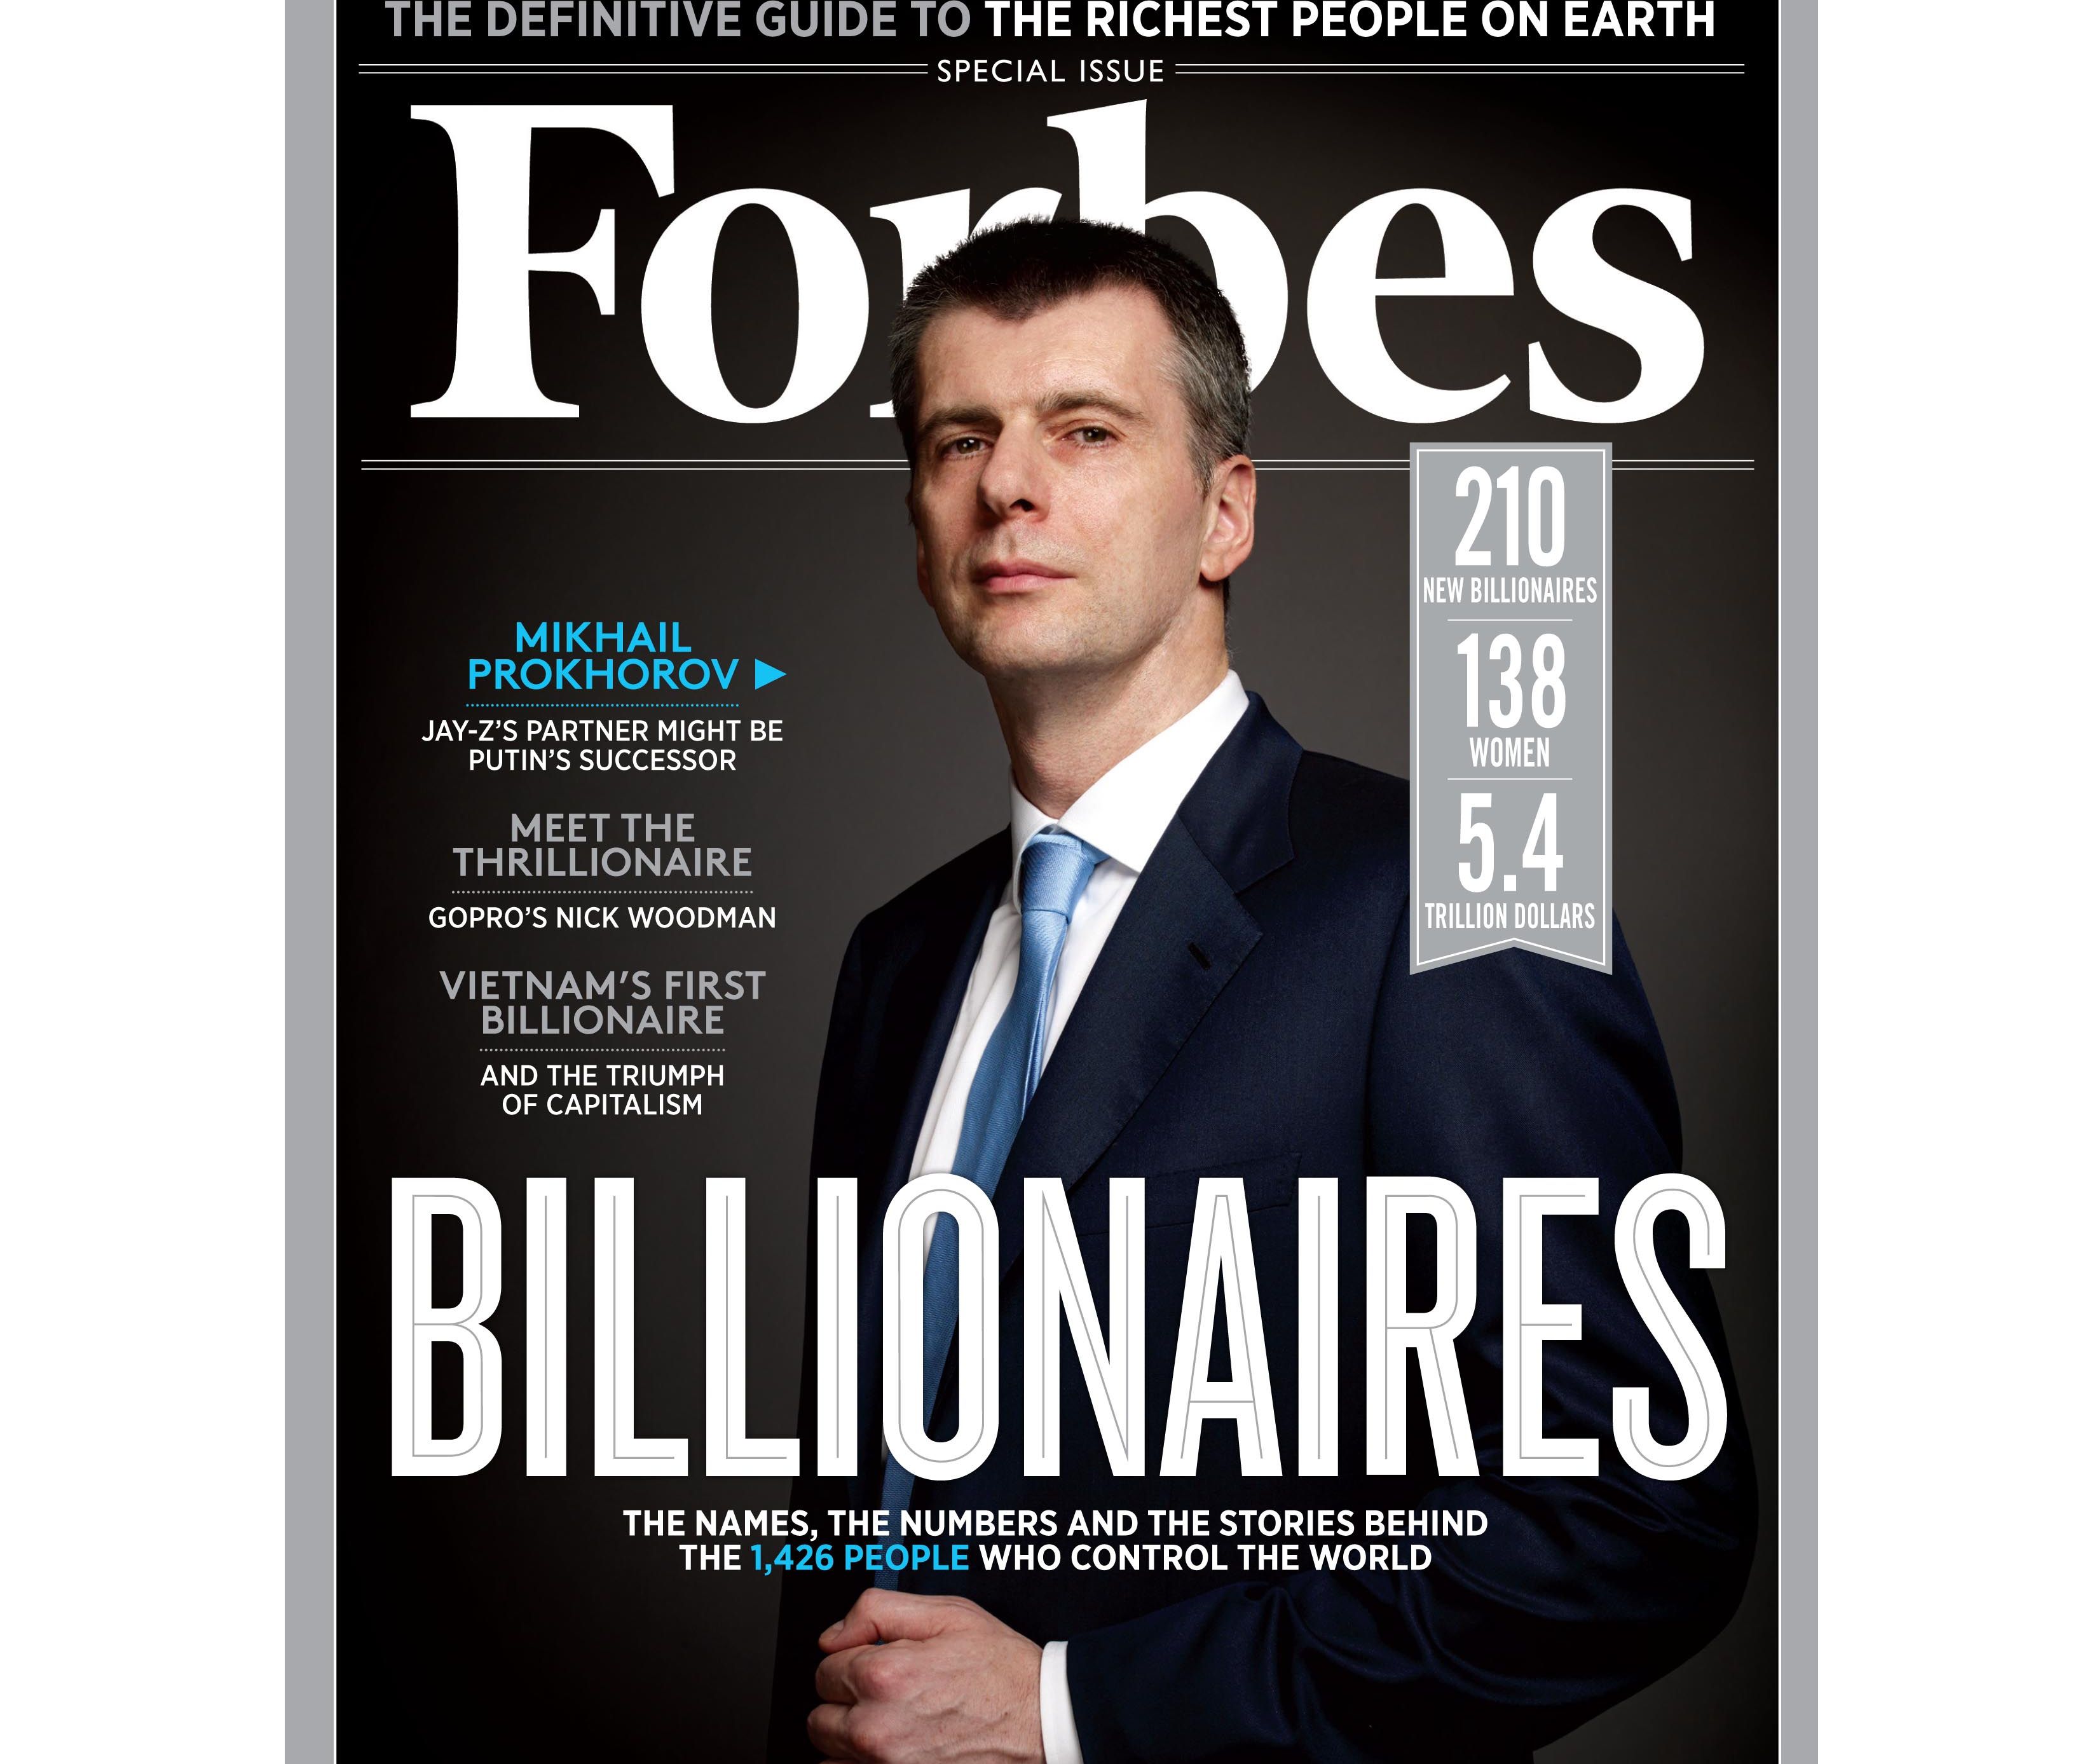 THE DEFINITIVE GUIDE TO THE RICHEST PEOPLE ON EARTH
SPECIAL ISSUE
Forbes
MIKHAIL
PROKHOROV
JAY-Z’S PARTNER MIGHT BE
PUTIN’S SUCCESSOR
MEET THE
THRILLIONAIRE
GOPRO’S NICK WOODMAN
VIETNAM’S FIRST
BILLIONAIRE
AND THE TRIUMPH
OF CAPITALISM
210
NEW BILLIONAIRES
138
WOMEN
5.4
TRILLION DOLLARS
BILLIONAIRES
THE NAMES, THE NUMBERS AND THE STORIES BEHIND
THE 1,426 PEOPLE WHO CONTROL THE WORLD